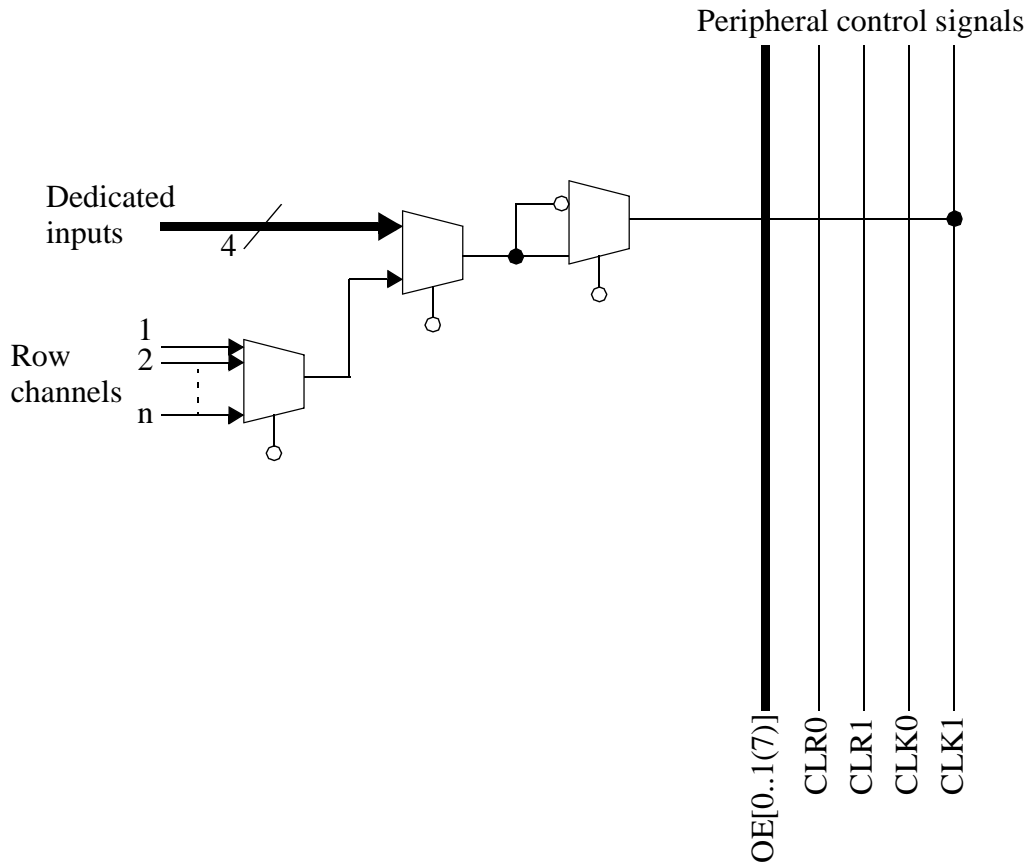 Peripheral control signals
Dedicated
inputs
4
Row
channels
1
2
n
OE[0..1(7)]
CLR0
CLR1
CLK0
CLK1